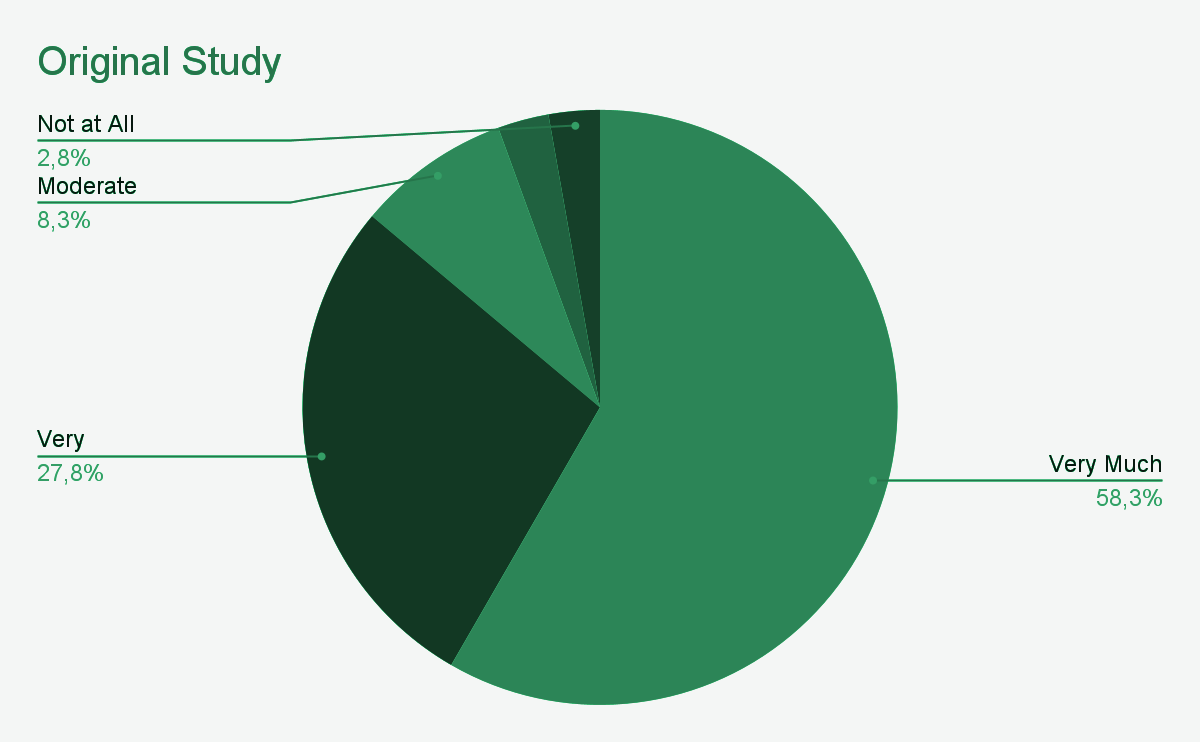 Original Study
Not at All
2,8%
Moderate
8,3%
Very
27,8%
Very Much
58,3%